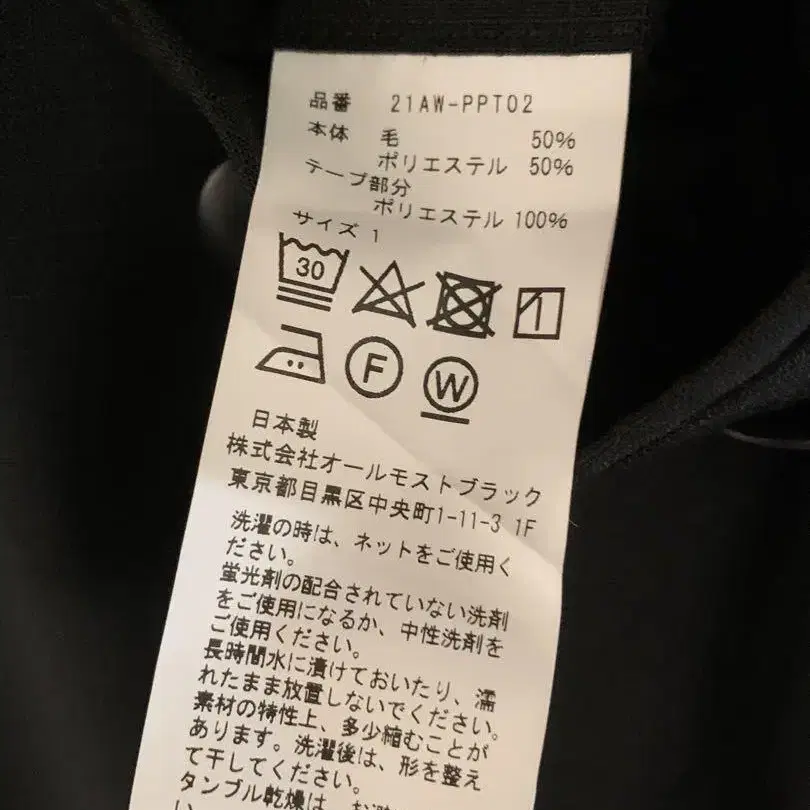 品番 21AW-PPT02
本体 毛 50%
ポリエステル 50%
テープ部分
ポリエステル 100%
サイズ 1
30
F W
日本製
株式会社オールモストブラック
東京都目黒区中央町1-11-3 1F
洗濯の時は、ネットをご使用く
ださい。
蛍光剤の配合されていない洗剤
をご使用になるか、中性洗剤を
ご使用ください。
長時間水に漬けておいたり、濡
れたまま放置しないでください。
素材の特性上、多少縮むことが
あります。洗濯後は、形を整え
て干してください。
タンブル乾燥は、お避